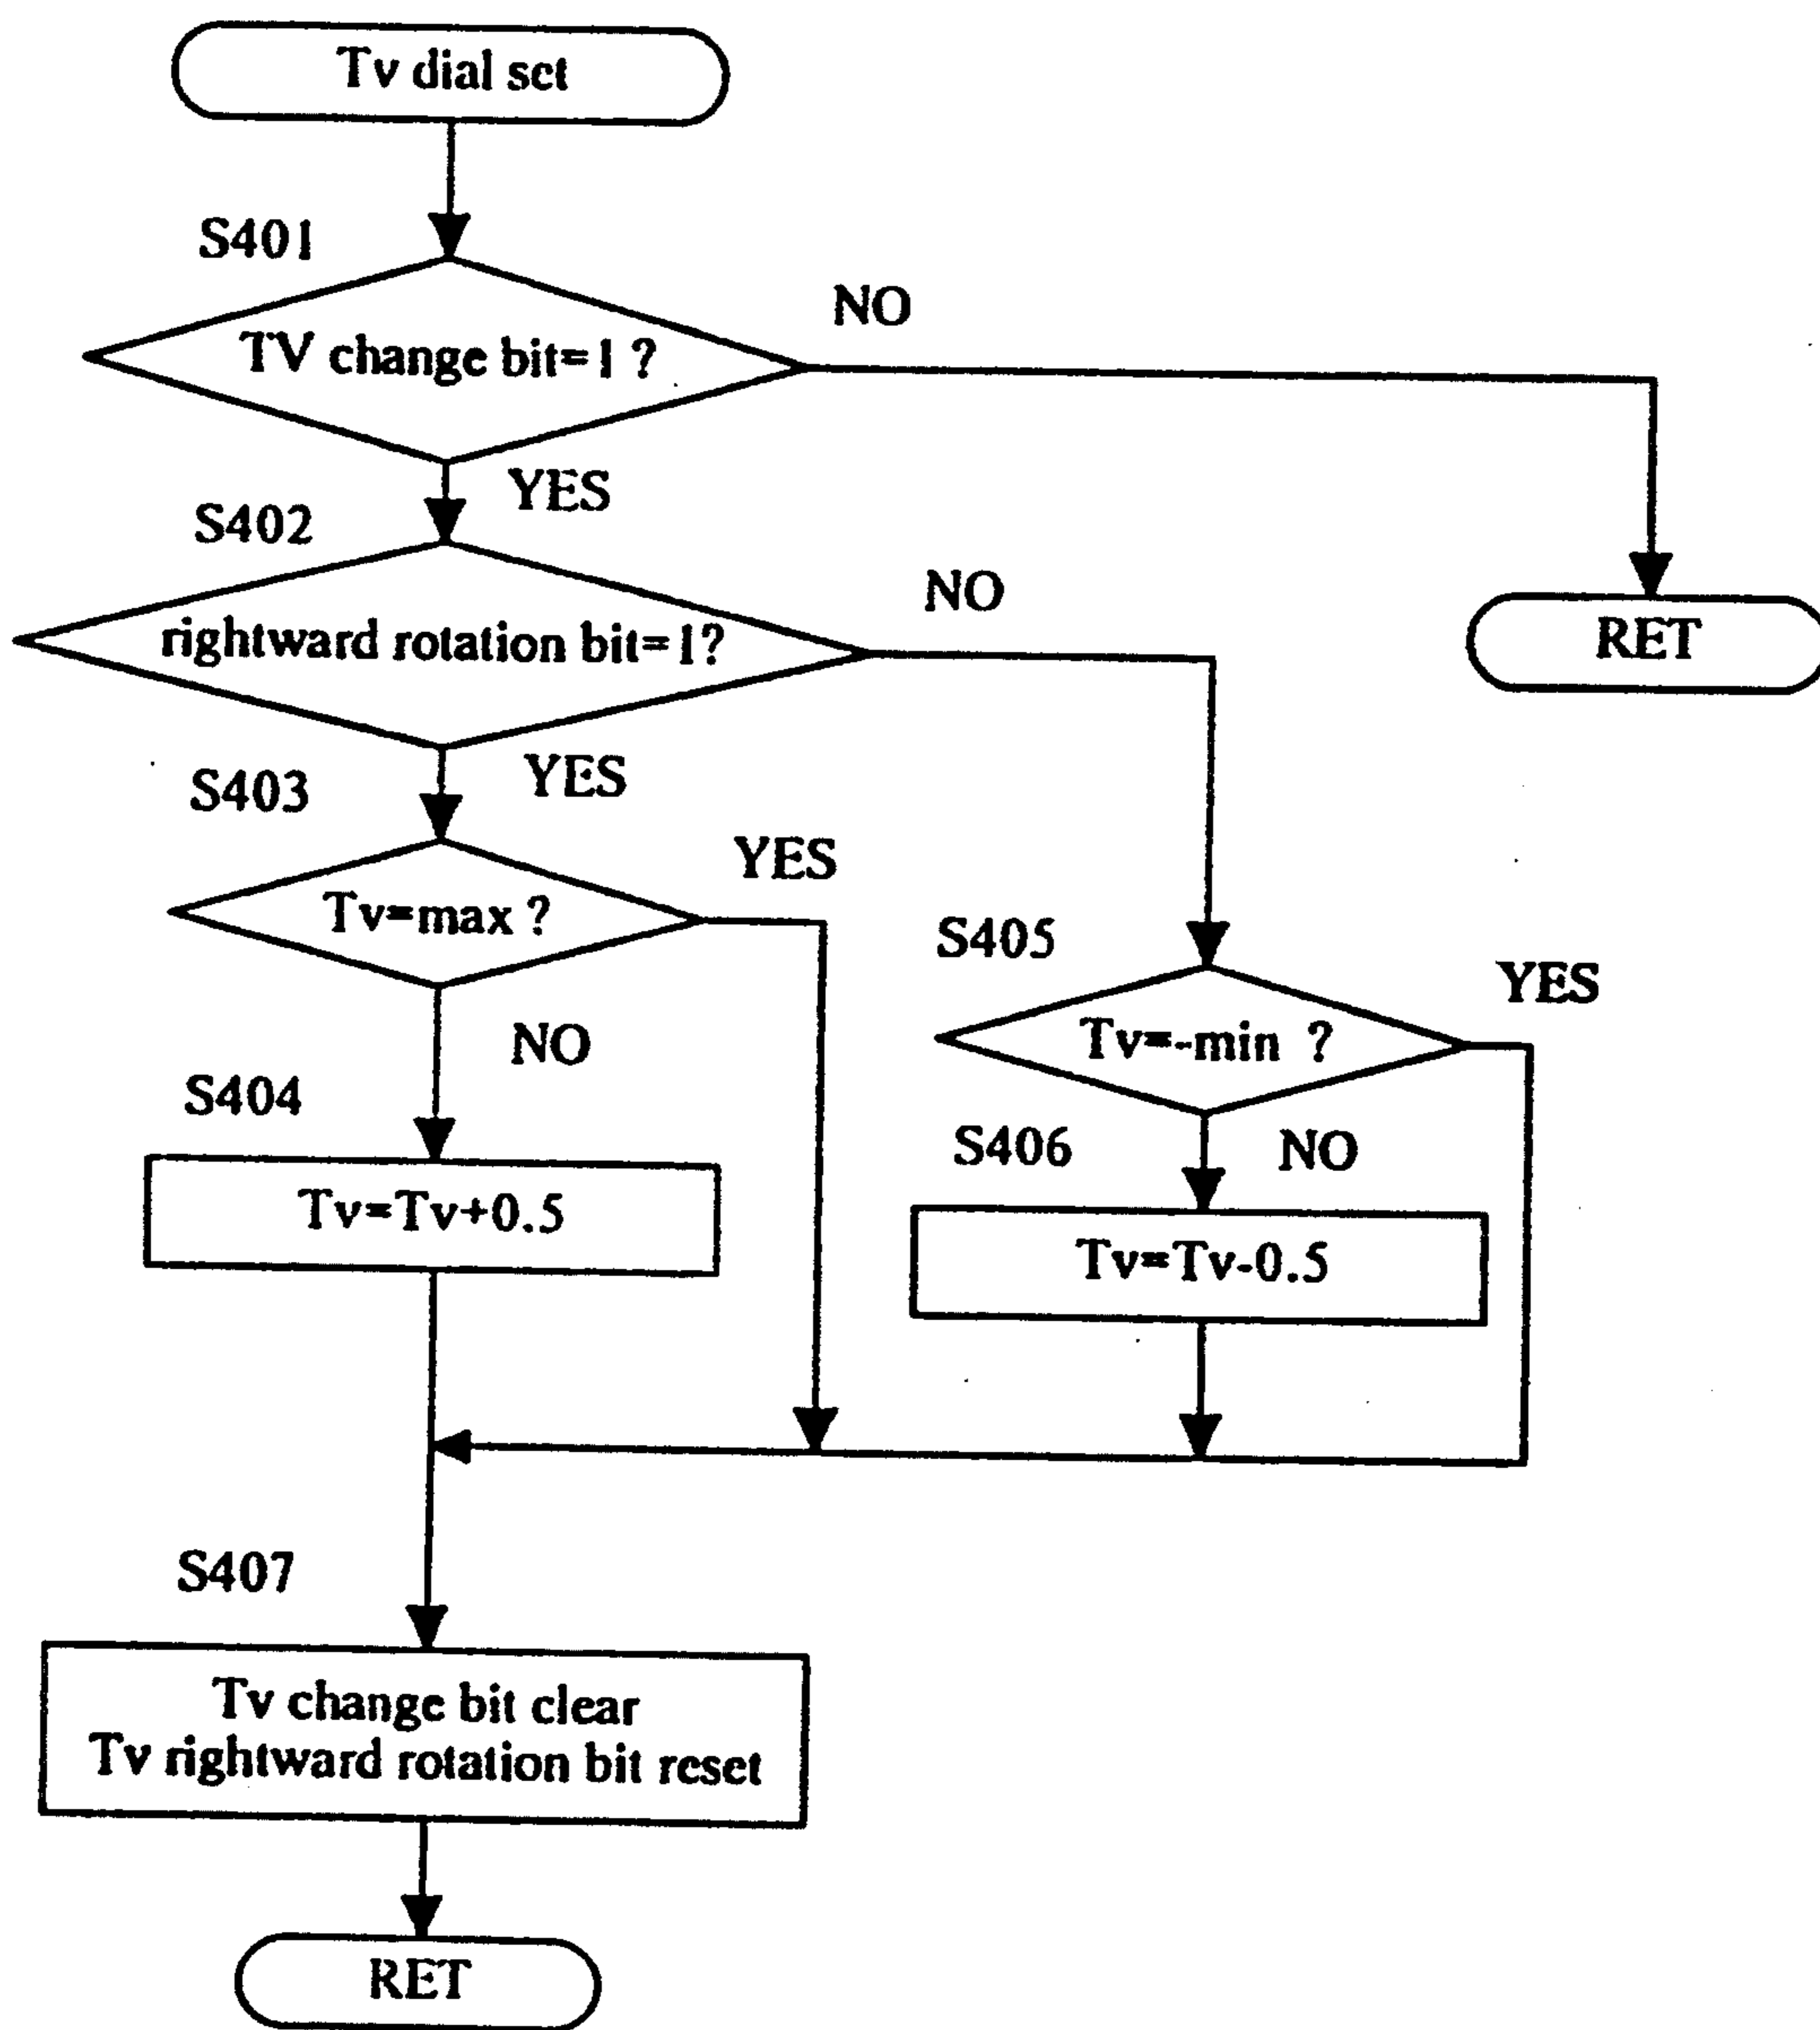 Tv dial set
S401
TV change bit=1 ?
NO
YES
S402
rightward rotation bit=1?
NO
RET
YES
S403
Tv=max ?
YES
NO
S404
Tv=Tv+0.5
S405
Tv=-min ?
YES
S406
NO
Tv=Tv-0.5
S407
Tv change bit clear
Tv rightward rotation bit reset
RET